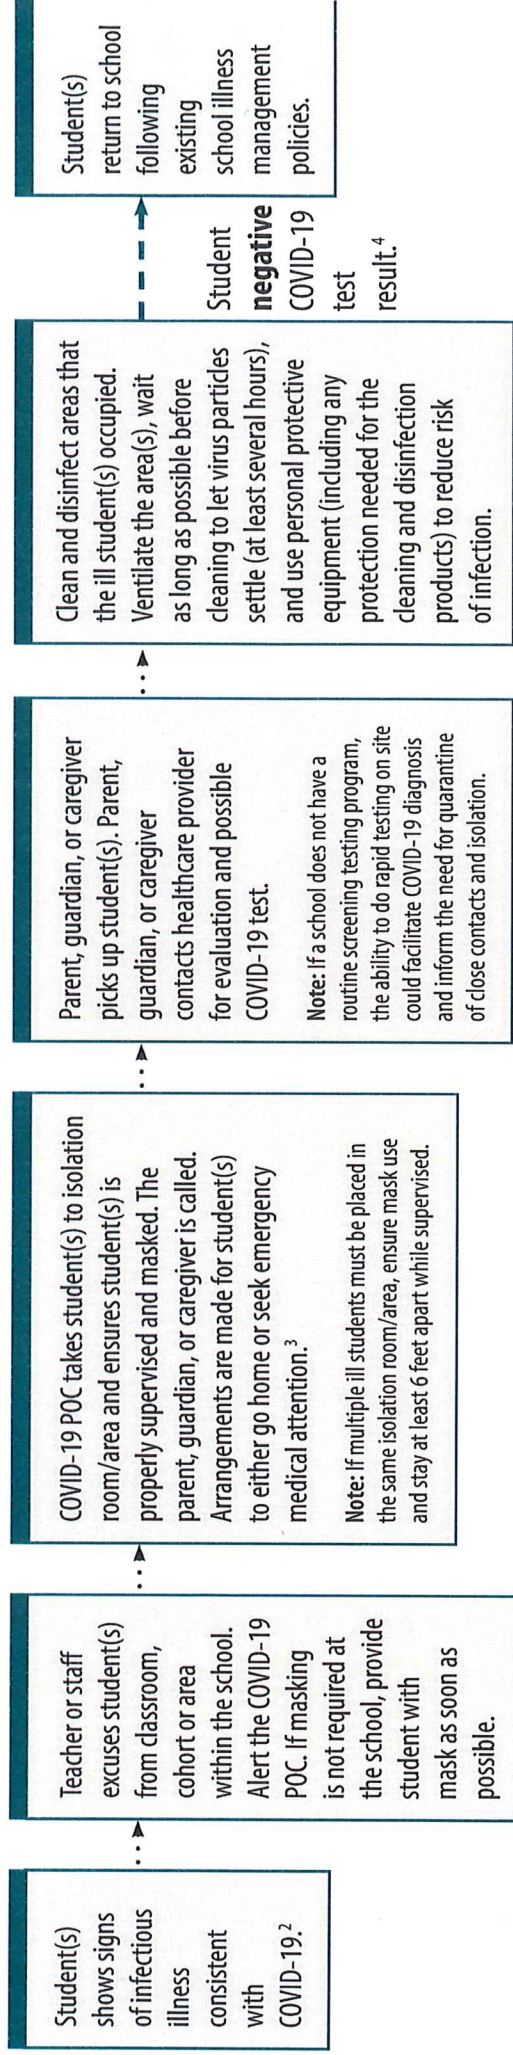 Student(s)
shows signs
of infectious
illness
consistent
with
COVID-19.²
Teacher or staff
excuses student(s)
from classroom,
cohort or area
within the school.
Alert the COVID-19
POC. If masking
is not required at
the school, provide
student with
mask as soon as
possible.
COVID-19 POC takes student(s) to isolation
room/area and ensures student(s) is
properly supervised and masked. The
parent, guardian, or caregiver is called.
Arrangements are made for student(s)
to either go home or seek emergency
medical attention.³
Note: If multiple ill students must be placed in
the same isolation room/area, ensure mask use
and stay at least 6 feet apart while supervised.
Parent, guardian, or caregiver
picks up student(s). Parent,
guardian, or caregiver
contacts healthcare provider
for evaluation and possible
COVID-19 test.
Note: If a school does not have a
routine screening testing program,
the ability to do rapid testing on site
could facilitate COVID-19 diagnosis
and inform the need for quarantine
of close contacts and isolation.
Clean and disinfect areas that
the ill student(s) occupied.
Ventilate the area(s), wait
as long as possible before
cleaning to let virus particles
settle (at least several hours),
and use personal protective
equipment (including any
protection needed for the
cleaning and disinfection
products) to reduce risk
of infection.
Student
negative
COVID-19
test
result.⁴
Student(s)
return to school
following
existing
school illness
management
policies.